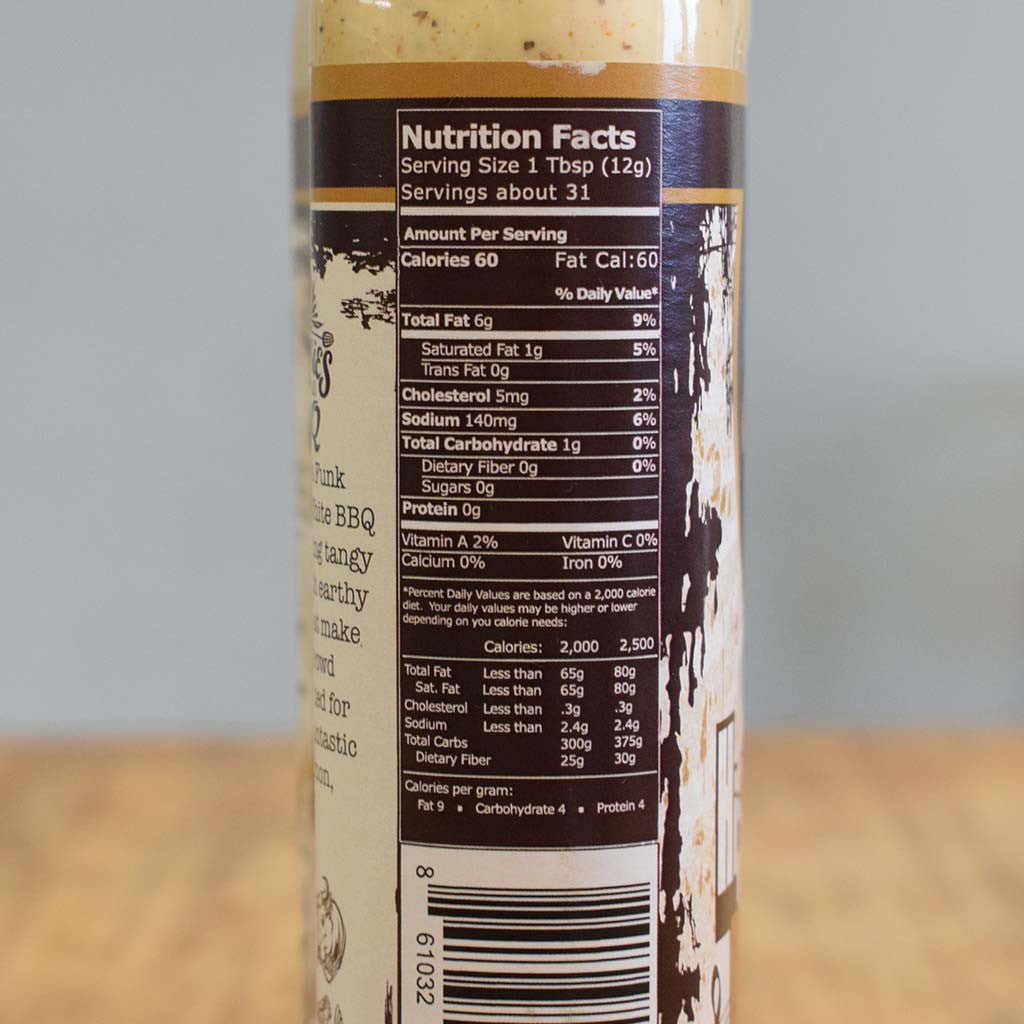 Nutrition Facts
Serving Size 1 Tbsp (12g)
Servings about 31
Amount Per Serving
Calories 60 Fat Cal:60
% Daily Value*
Total Fat 6g 9%
Saturated Fat 1g 5%
Trans Fat 0g
Cholesterol 5mg 2%
Sodium 140mg 6%
Total Carbohydrate 1g 0%
Dietary Fiber 0g 0%
Sugars 0g
Protein 0g
Vitamin A 2% Vitamin C 0%
Calcium 0% Iron 0%
*Percent Daily Values are based on a 2,000 calorie
diet. Your daily values may be higher or lower
depending on you calorie needs:
Calories: 2,000 2,500
Total Fat Less than 65g 80g
Sat. Fat Less than 65g 80g
Cholesterol Less than .3g .3g
Sodium Less than 2.4g 2.4g
Total Carbs 300g 375g
Dietary Fiber 25g 30g
Calories per gram:
Fat 9 ▪ Carbohydrate 4 ▪ Protein 4
8 61032
Funk
BBQ
tangy
earthy
make
for